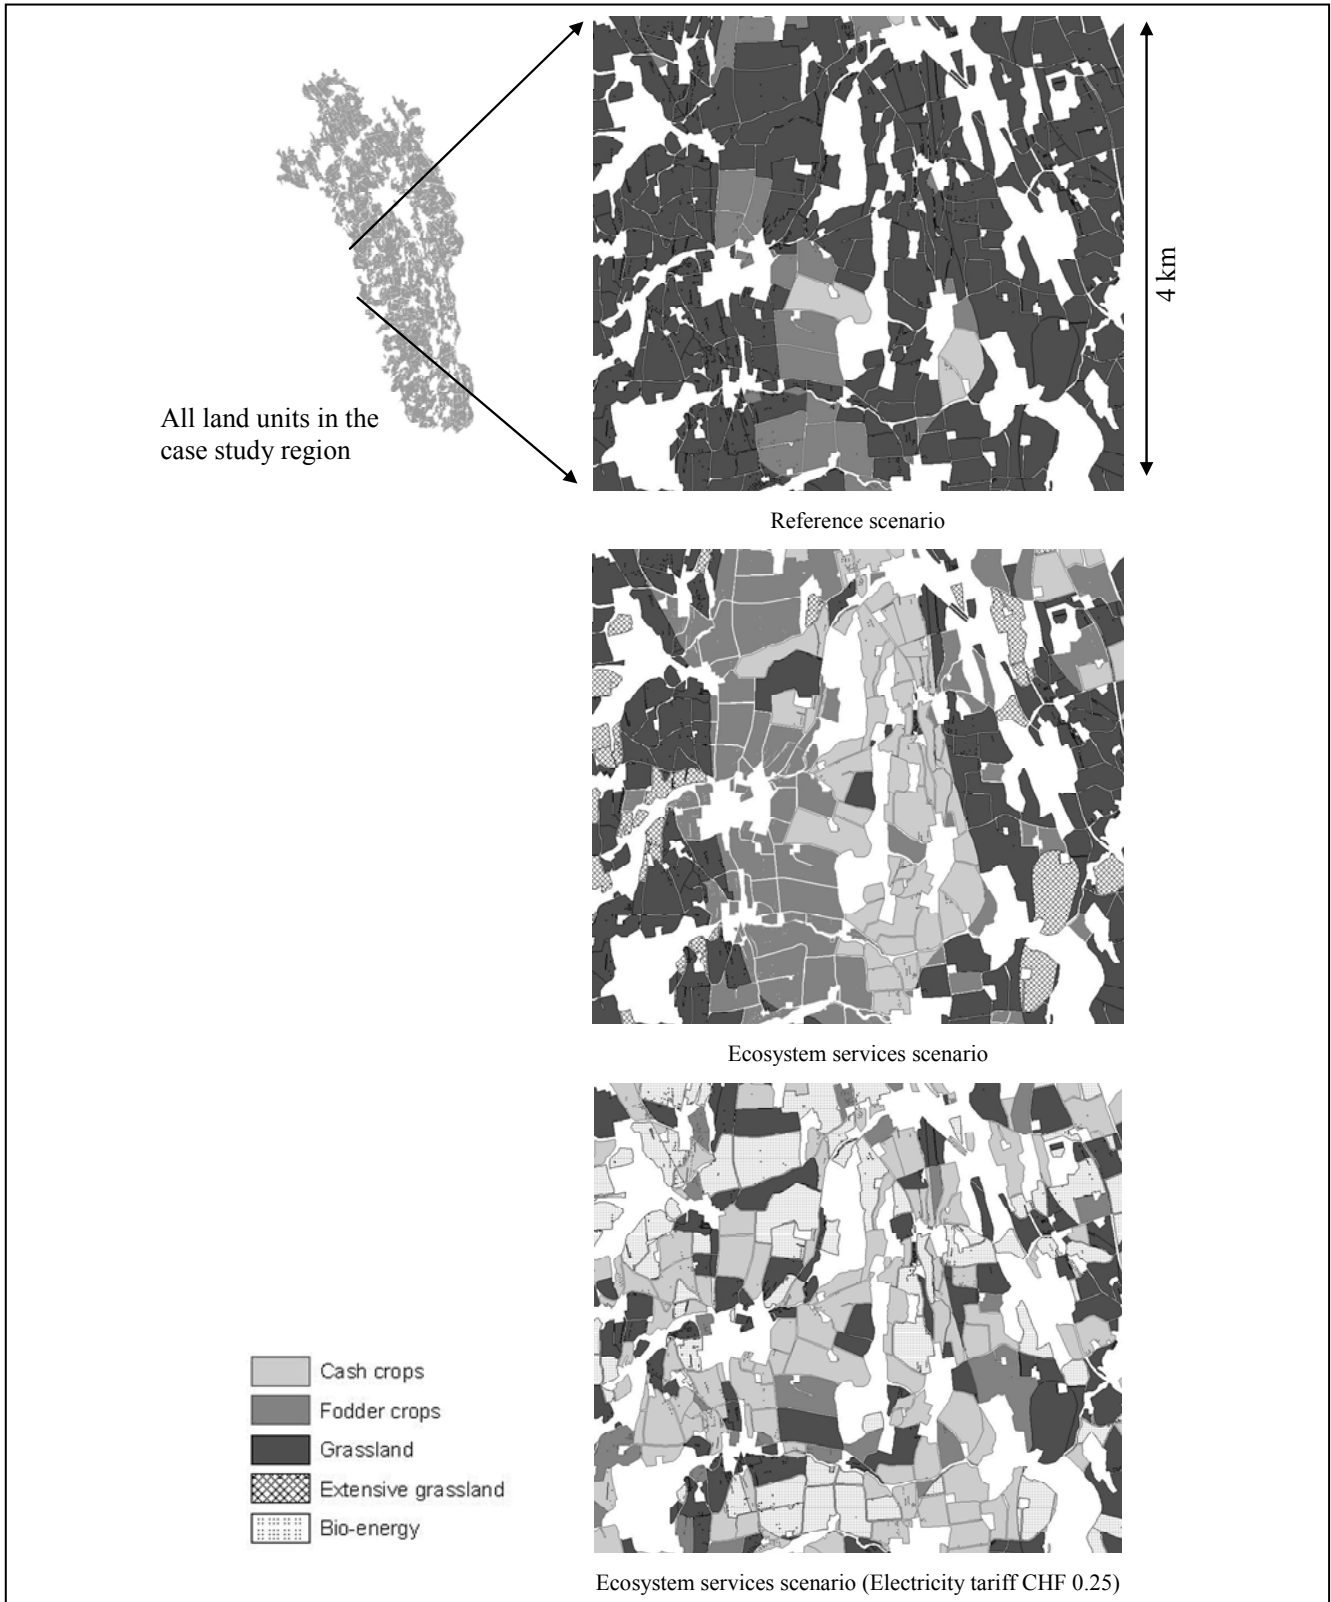 All land units in the
case study region
4 km
Reference scenario
Ecosystem services scenario
Cash crops
Fodder crops
Grassland
Extensive grassland
Bio-energy
Ecosystem services scenario (Electricity tariff CHF 0.25)